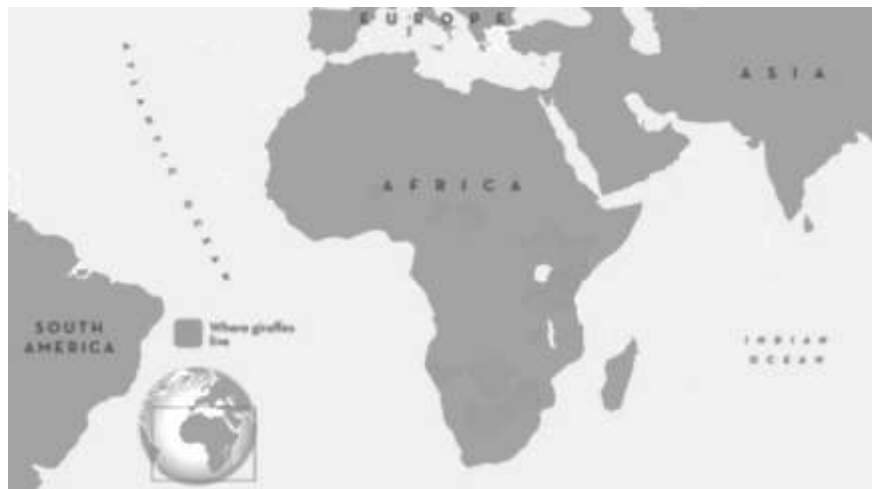 EUROPE
ASIA
ATLANTIC OCEAN
AFRICA
SOUTH
AMERICA
Where giraffes
live
INDIAN
OCEAN